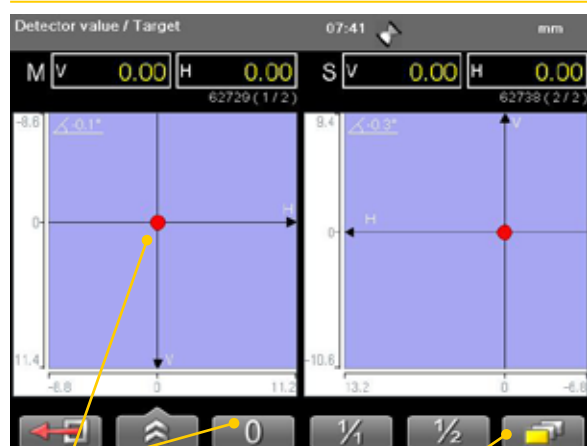 Detector value / Target 07:41 mm
M V 0.00 H 0.00 S V 0.00 H 0.00
62729 (1/2) 62738 (2/2)
-8.6 -0.1° 9.4 -0.3° V
H H
0 0
11.4 V -10.6
-8.8 0 11.2 13.2 0 -6.8
0 1/1 1/2